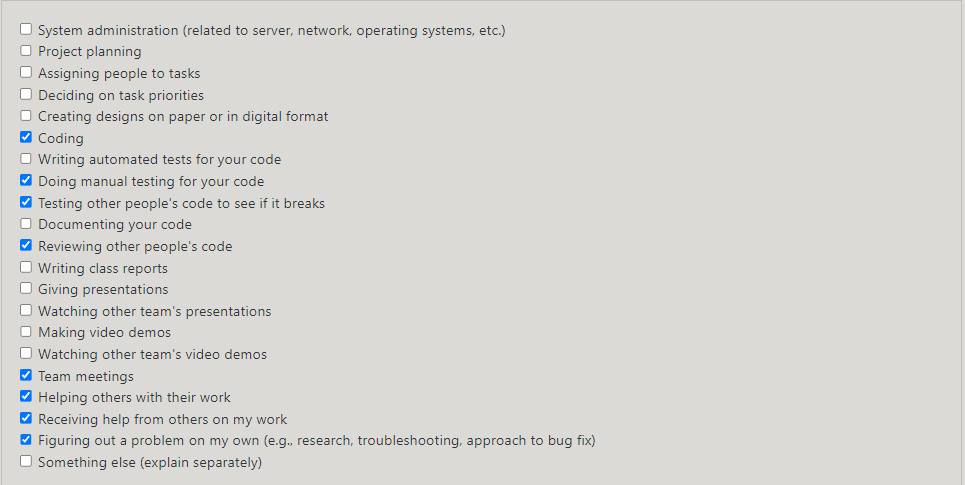 System administration (related to server, network, operating systems, etc.)
Project planning
Assigning people to tasks
Deciding on task priorities
Creating designs on paper or in digital format
Coding
Writing automated tests for your code
Doing manual testing for your code
Testing other people's code to see if it breaks
Documenting your code
Reviewing other people's code
Writing class reports
Giving presentations
Watching other team's presentations
Making video demos
Watching other team's video demos
Team meetings
Helping others with their work
Receiving help from others on my work
Figuring out a problem on my own (e.g., research, troubleshooting, approach to bug fix)
Something else (explain separately)